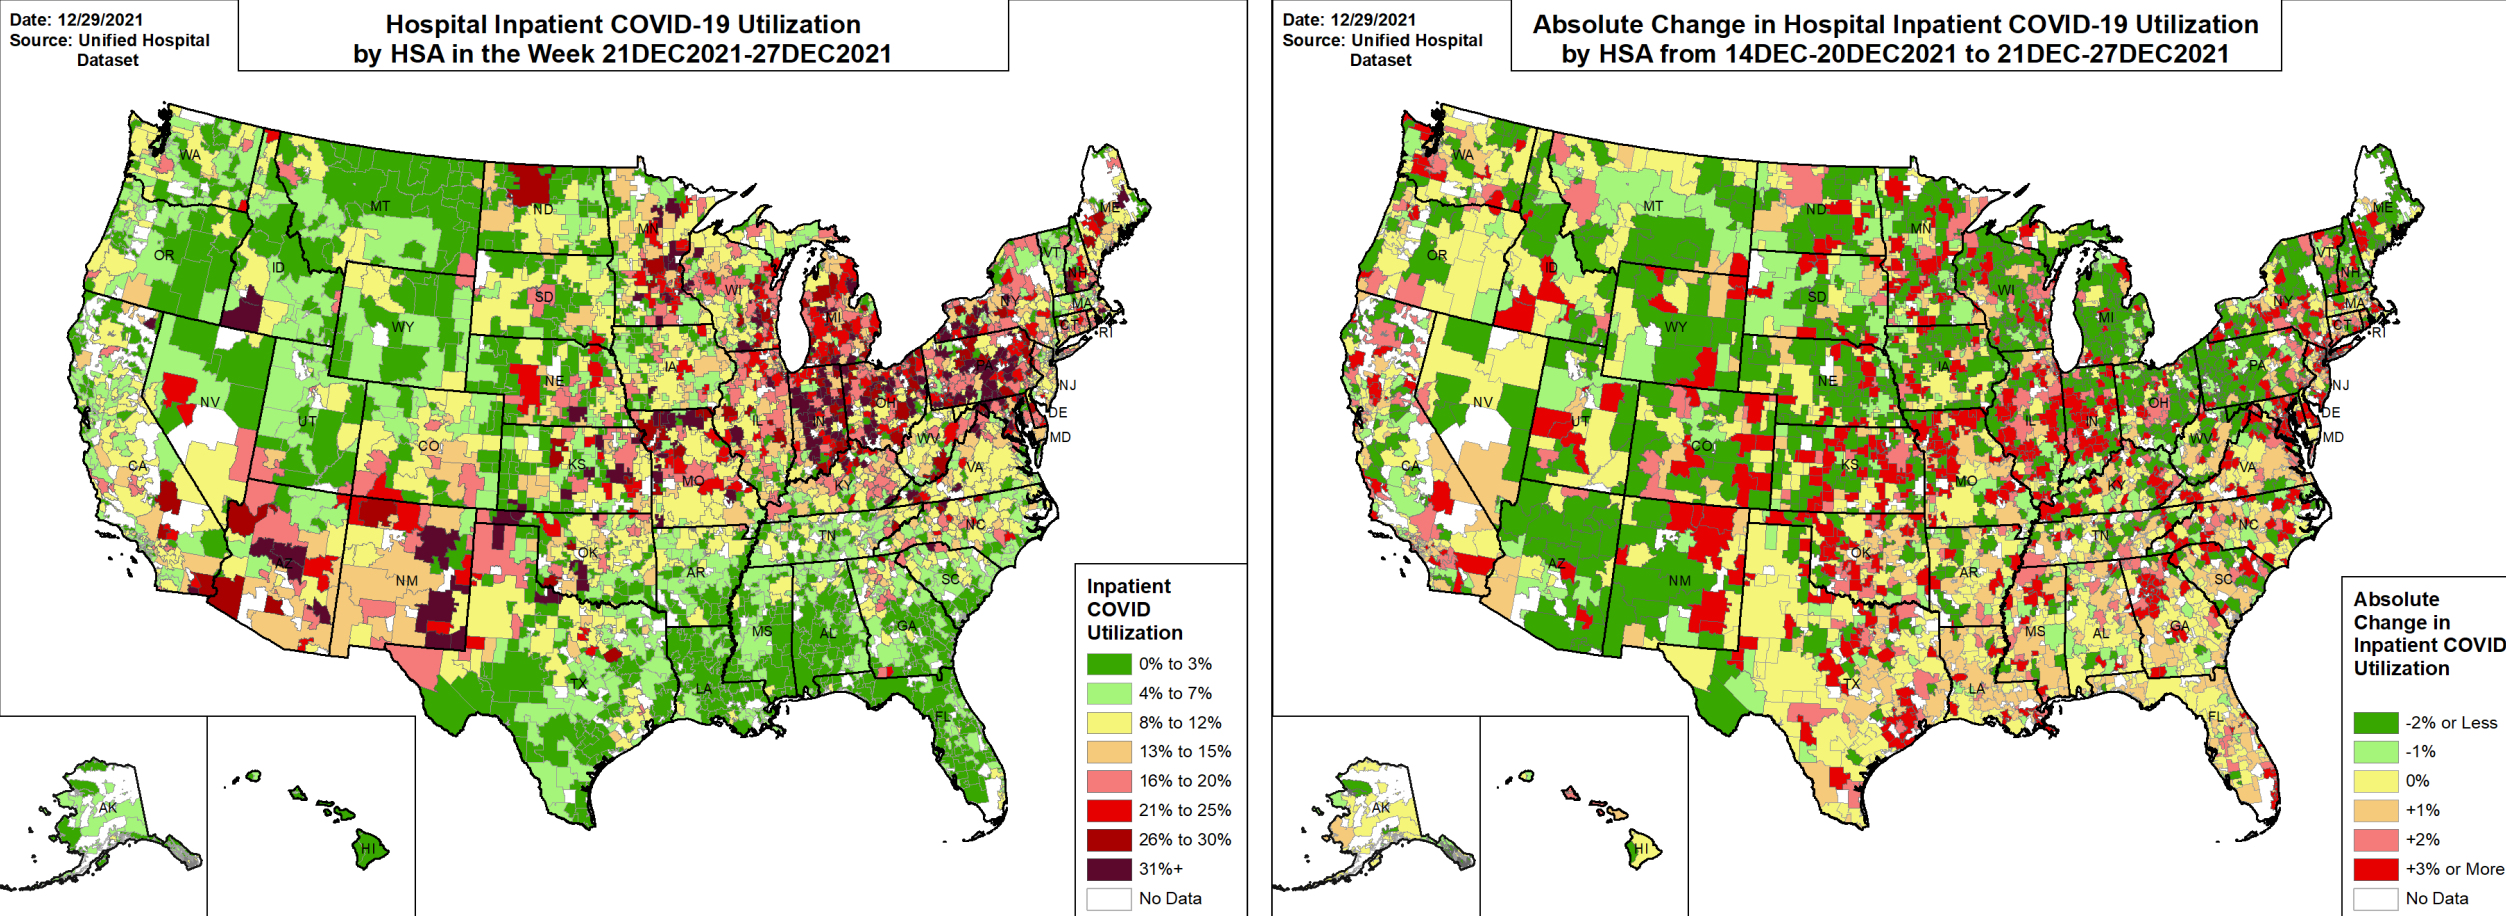 Date: 12/29/2021
Source: Unified Hospital
Dataset
Hospital Inpatient COVID-19 Utilization
by HSA in the Week 21DEC2021-27DEC2021
WA
MT
ND
MN
ME
OR
ID
SD
WI
VT
NH
WY
MI
NY
MA
CT
RI
NV
NE
IA
PA
NJ
UT
CO
IN
OH
DE
MD
CA
KS
MO
WV
VA
KY
AZ
NM
OK
TN
NC
AR
SC
MS
AL
GA
TX
LA
FL
AK
HI
Inpatient
COVID
Utilization
0% to 3%
4% to 7%
8% to 12%
13% to 15%
16% to 20%
21% to 25%
26% to 30%
31%+
No Data
Date: 12/29/2021
Source: Unified Hospital
Dataset
Absolute Change in Hospital Inpatient COVID-19 Utilization
by HSA from 14DEC-20DEC2021 to 21DEC-27DEC2021
WA
MT
ND
MN
ME
OR
ID
SD
WI
VT
NH
WY
MI
NY
MA
CT
RI
NV
NE
IA
PA
NJ
UT
CO
IL
IN
OH
DE
MD
CA
KS
MO
WV
VA
KY
AZ
NM
OK
TN
NC
AR
SC
MS
AL
GA
TX
LA
FL
AK
HI
Absolute
Change in
Inpatient COVID
Utilization
-2% or Less
-1%
0%
+1%
+2%
+3% or More
No Data